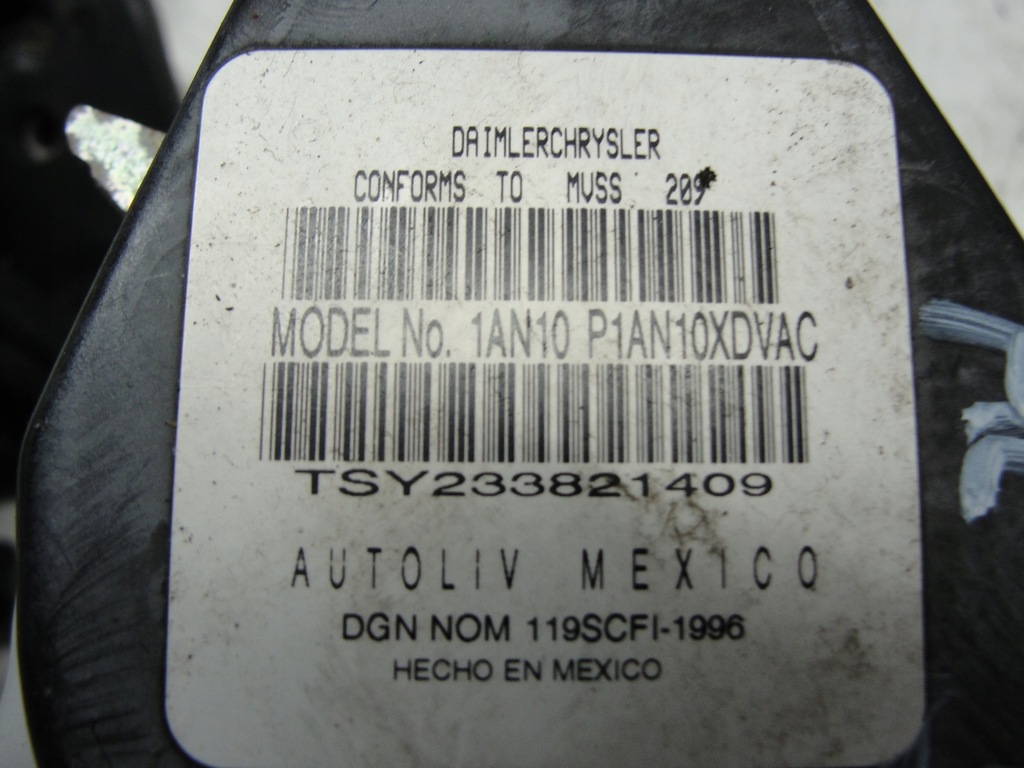 DAIMLERCHRYSLER
CONFORMS TO MVSS 209
MODEL No. 1AN10 P1AN10XDVAC
TSY233821409
AUTOLIV MEXICO
DGN NOM 119SCFI-1996
HECHO EN MEXICO